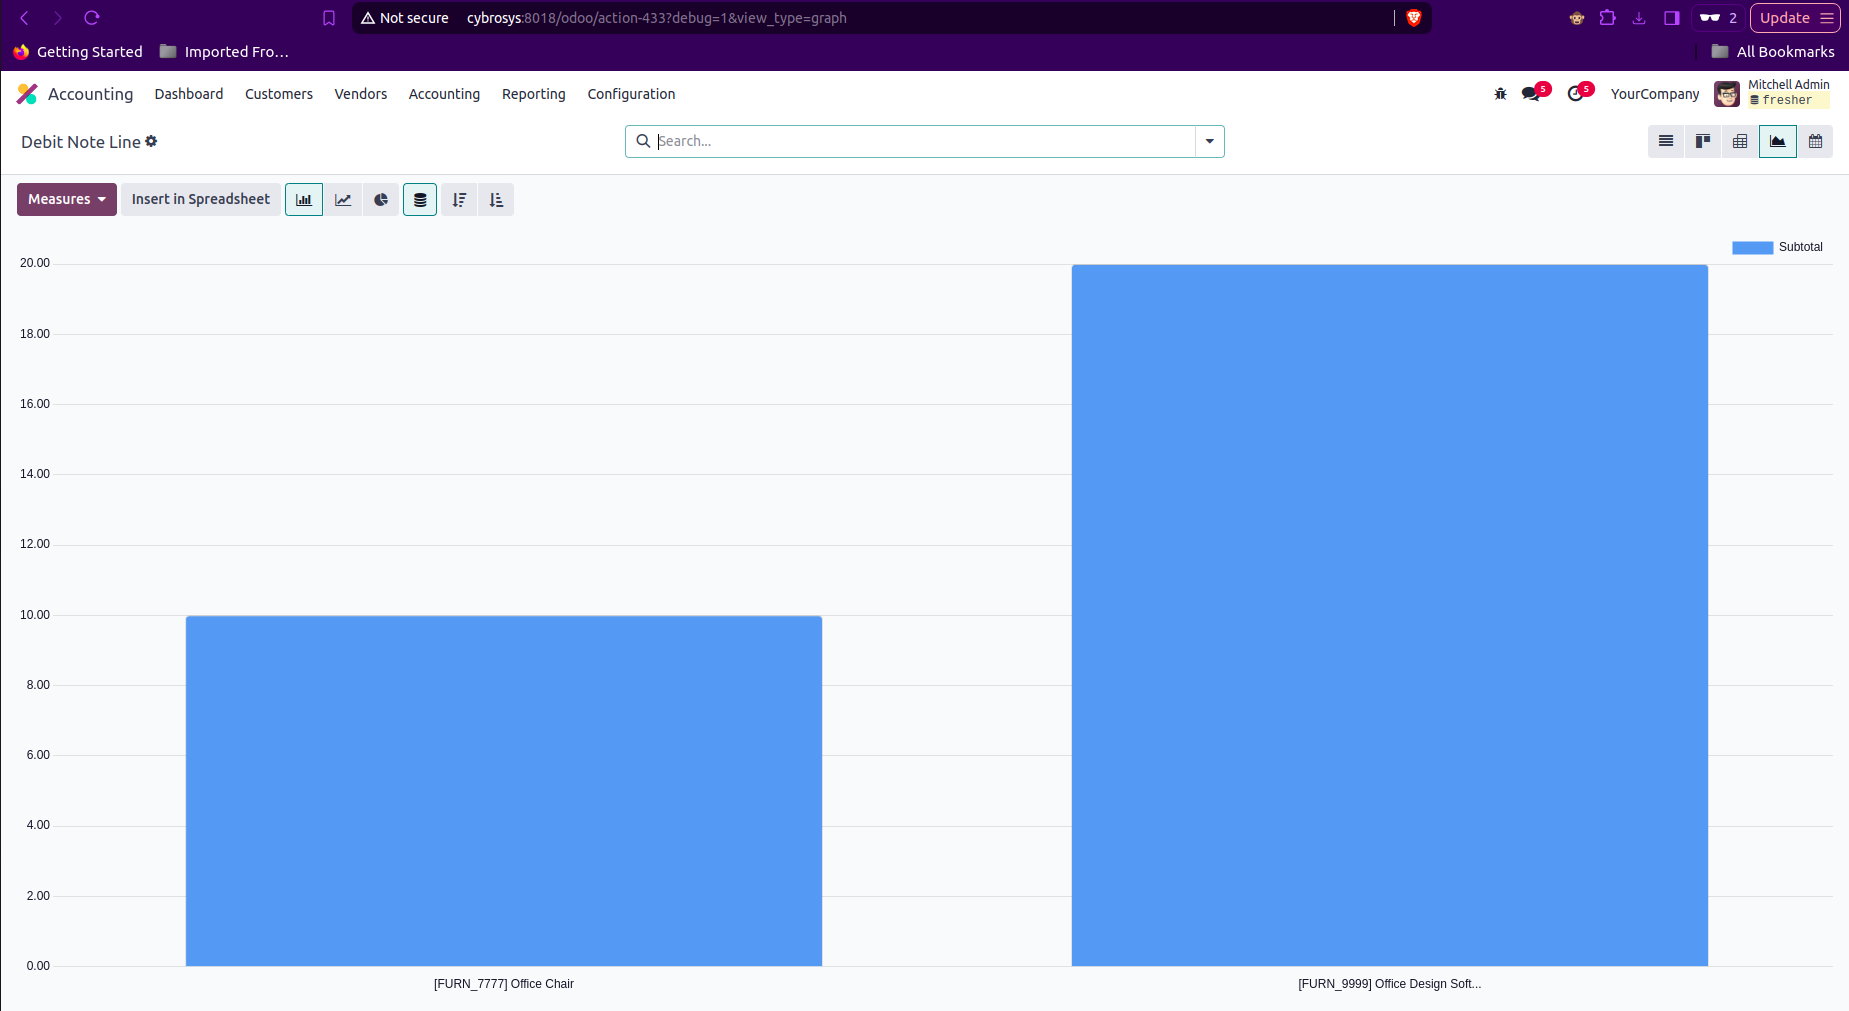 Not secure cybrosys:8018/odoo/action-433?debug=1&view_type=graph 2 Update
Getting Started Imported Fro... All Bookmarks
Accounting Dashboard Customers Vendors Accounting Reporting Configuration 5 5 YourCompany Mitchell Admin
fresher
Debit Note Line Search...
Measures Insert in Spreadsheet
Subtotal
20.00
18.00
16.00
14.00
12.00
10.00
8.00
6.00
4.00
2.00
0.00
[FURN_7777] Office Chair [FURN_9999] Office Design Soft...